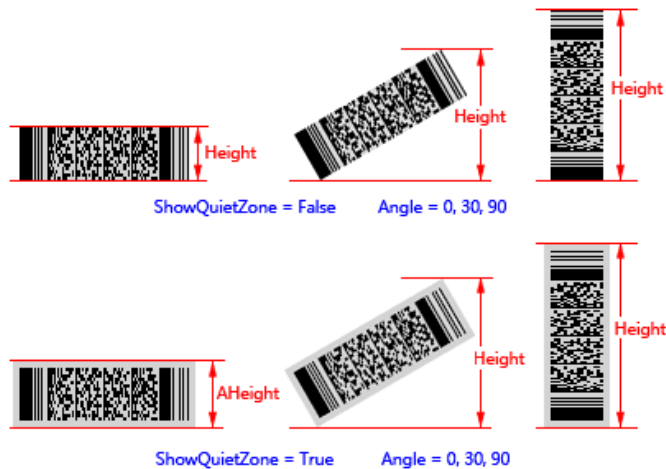 Height
Height
Height
ShowQuietZone = False Angle = 0, 30, 90
AHeight
Height
Height
ShowQuietZone = True Angle = 0, 30, 90